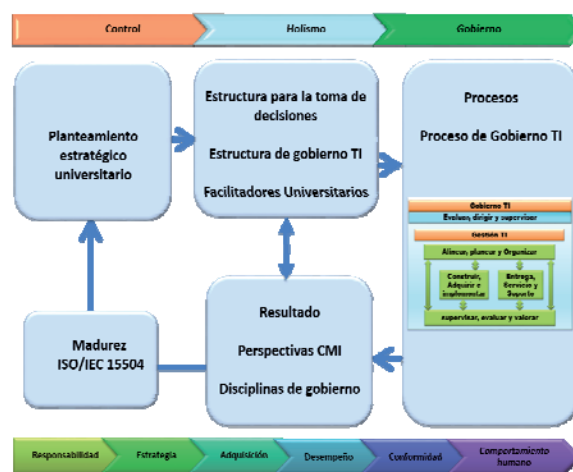 Control
Holismo
Gobierno
Planteamiento
estratégico
universitario
Estructura para la toma de
decisiones
Estructura de gobierno TI
Facilitadores Universitarios
Procesos
Proceso de Gobierno TI
Gobierno TI
Evaluar, dirigir y supervisar
Gestión TI
Alinear, planear y Organizar
Construir,
Adquirir e
implementar
Entrega,
Servicio y
Soporte
supervisar, evaluar y valorar
Madurez
ISO/IEC 15504
Resultado
Perspectivas CMI
Disciplinas de gobierno
Responsabilidad
Estrategia
Adquisición
Desempeño
Conformidad
Comportamiento
humano